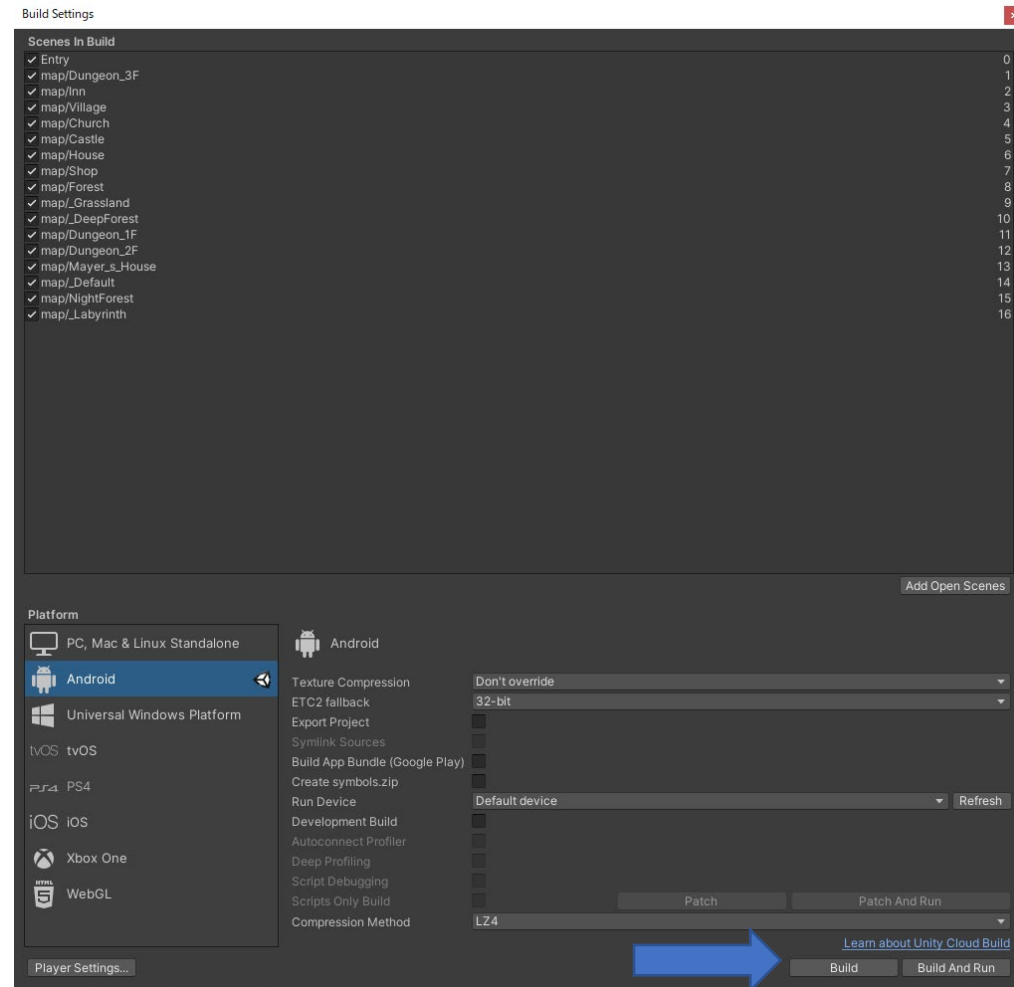 Build Settings
Scenes In Build
Entry 0
map/Dungeon_3F 1
map/Inn 2
map/Village 3
map/Church 4
map/Castle 5
map/House 6
map/Shop 7
map/Forest 8
map/_Grassland 9
map/_DeepForest 10
map/Dungeon_1F 11
map/Dungeon_2F 12
map/Mayer_s_House 13
map/_Default 14
map/NightForest 15
map/_Labyrinth 16
Add Open Scenes
Platform
PC, Mac & Linux Standalone
Android
Universal Windows Platform
tvOS tvOS
PS4 PS4
iOS iOS
Xbox One
HTML 5 WebGL
Player Settings...
Android
Texture Compression Don't override
ETC2 fallback 32-bit
Export Project
Symlink Sources
Build App Bundle (Google Play)
Create symbols.zip
Run Device Default device Refresh
Development Build
Autoconnect Profiler
Deep Profiling
Script Debugging
Scripts Only Build Patch Patch And Run
Compression Method LZ4
Learn about Unity Cloud Build
Build Build And Run